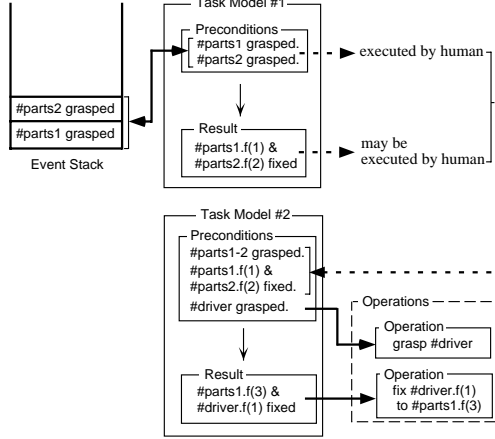 Task Model #1
Preconditions
#parts1 grasped.
#parts2 grasped.
executed by human
#parts2 grasped
#parts1 grasped
Event Stack
Result
#parts1.f(1) &
#parts2.f(2) fixed
may be
executed by human
Task Model #2
Preconditions
#parts1-2 grasped.
#parts1.f(1) &
#parts2.f(2) fixed.
#driver grasped.
Operations
Operation
grasp #driver
Result
#parts1.f(3) &
#driver.f(1) fixed
Operation
fix #driver.f(1)
to #parts1.f(3)